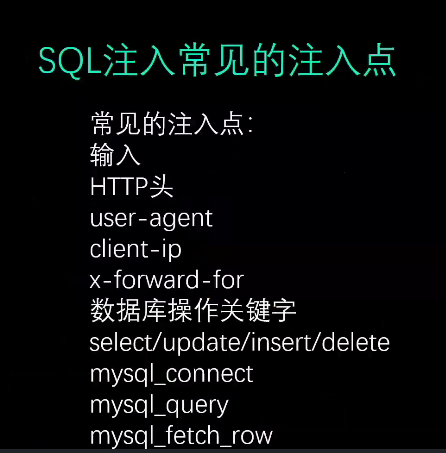 SQL注入常见的注入点
常见的注入点：
输入
HTTP头
user-agent
client-ip
x-forward-for
数据库操作关键字
select/update/insert/delete
mysql_connect
mysql_query
mysql_fetch_row